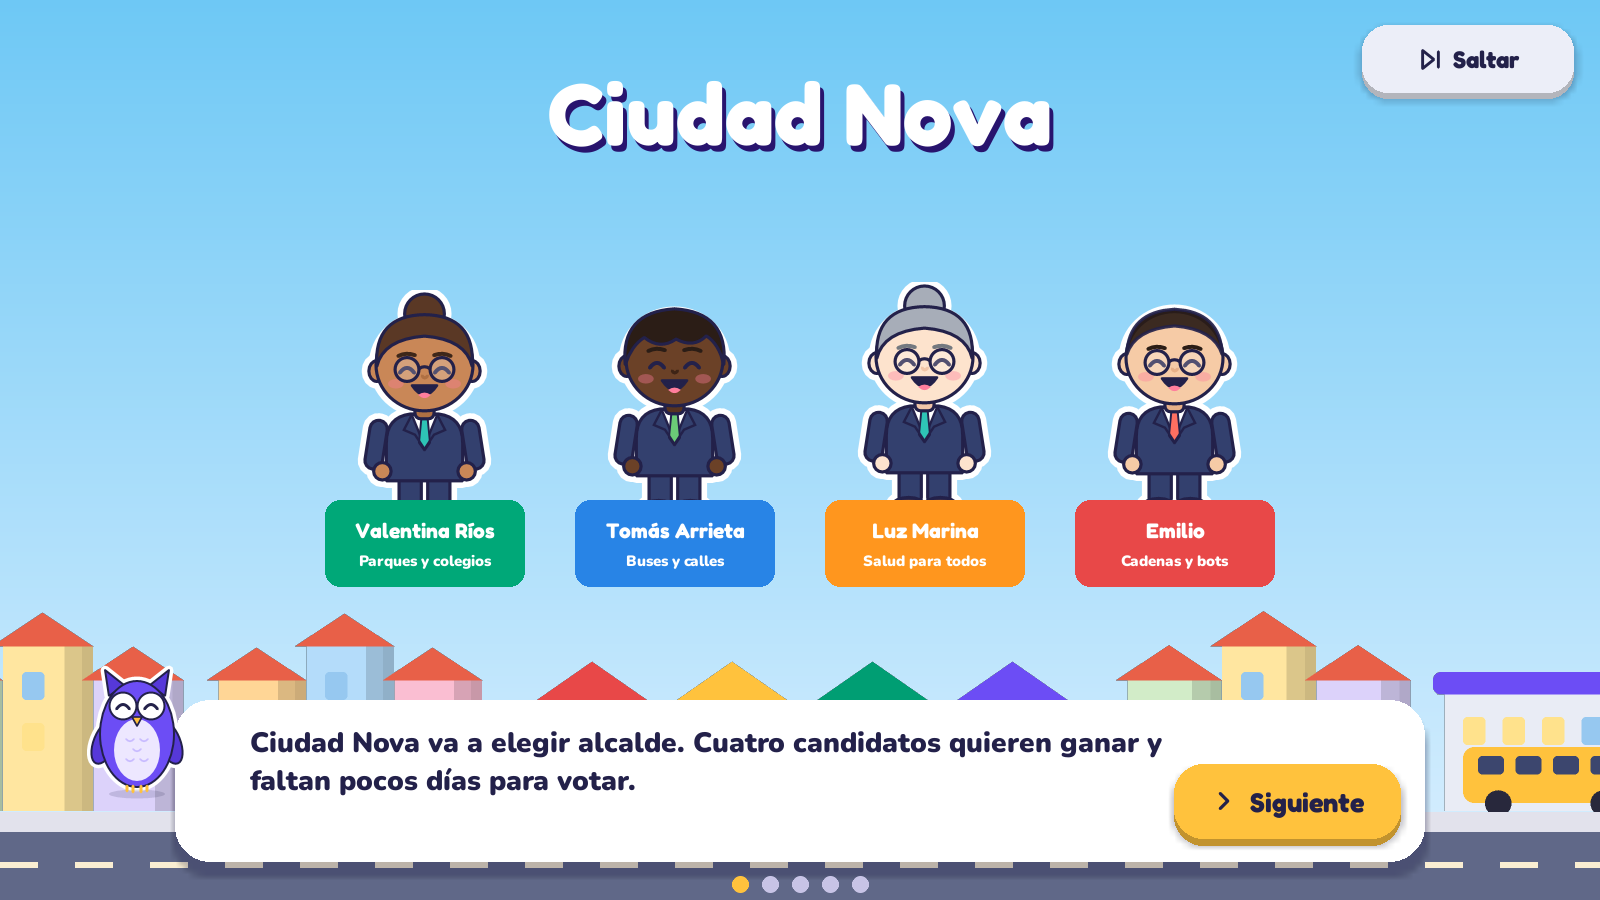 Saltar
Ciudad Nova
Valentina Ríos
Parques y colegios
Tomás Arrieta
Buses y calles
Luz Marina
Salud para todos
Emilio
Cadenas y bots
Ciudad Nova va a elegir alcalde. Cuatro candidatos quieren ganar y
faltan pocos días para votar.
Siguiente